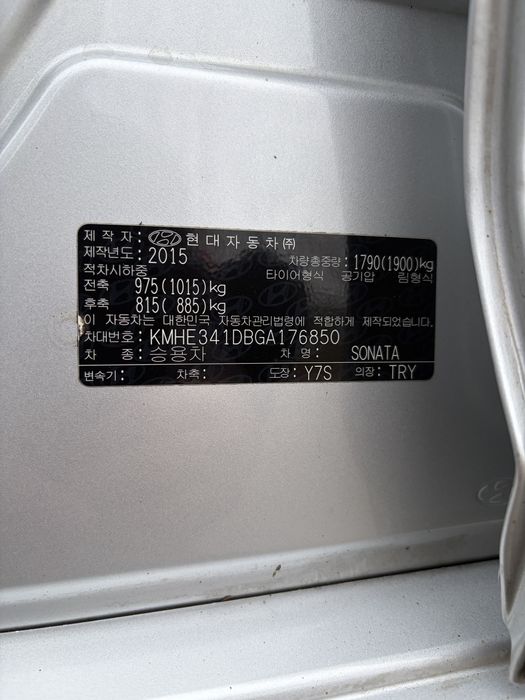 제 작 자: 현대자동차㈜
제작년도: 2015 차량총중량: 1790(1900)kg
적차시하중 타이어형식 공기압 림형식
전축 975(1015)kg
후축 815( 885)kg
이 자동차는 대한민국 자동차관리법령에 적합하게 제작되었습니다.
차대번호: KMHE341DBGA176850
차 종: 승용차 차 명: SONATA
변속기: 차축: 도장: Y7S 의장: TRY